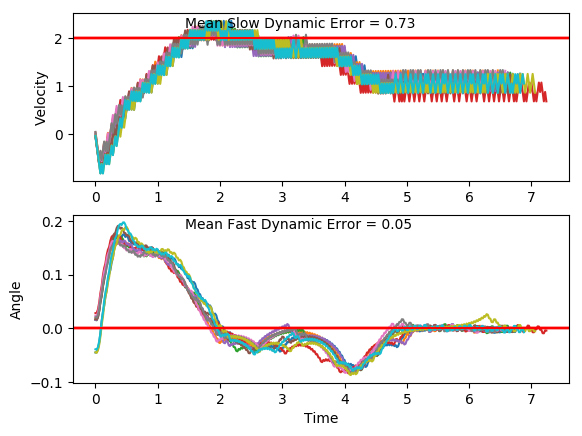 Mean Slow Dynamic Error = 0.73
2
1
0
Velocity
0 1 2 3 4 5 6 7
Mean Fast Dynamic Error = 0.05
0.2
0.1
0.0
−0.1
Angle
0 1 2 3 4 5 6 7
Time